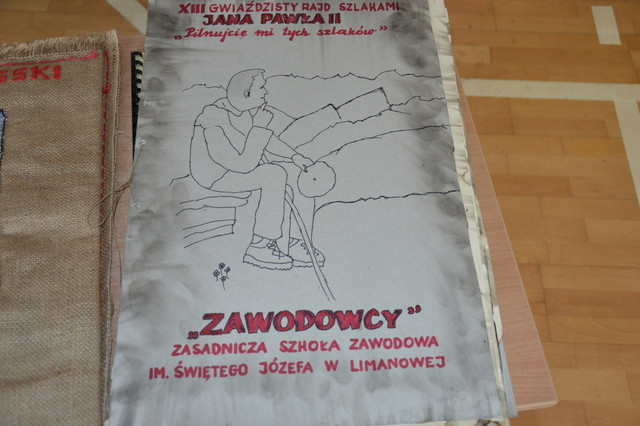 XIII GWIAŹDZISTY RAJD SZLAKAMI
JANA PAWŁA II
„Pilnujcie mi tych szlaków”
SKI
„ZAWODOWCY”
ZASADNICZA SZKOŁA ZAWODOWA
IM. ŚWIĘTEGO JÓZEFA W LIMANOWEJ